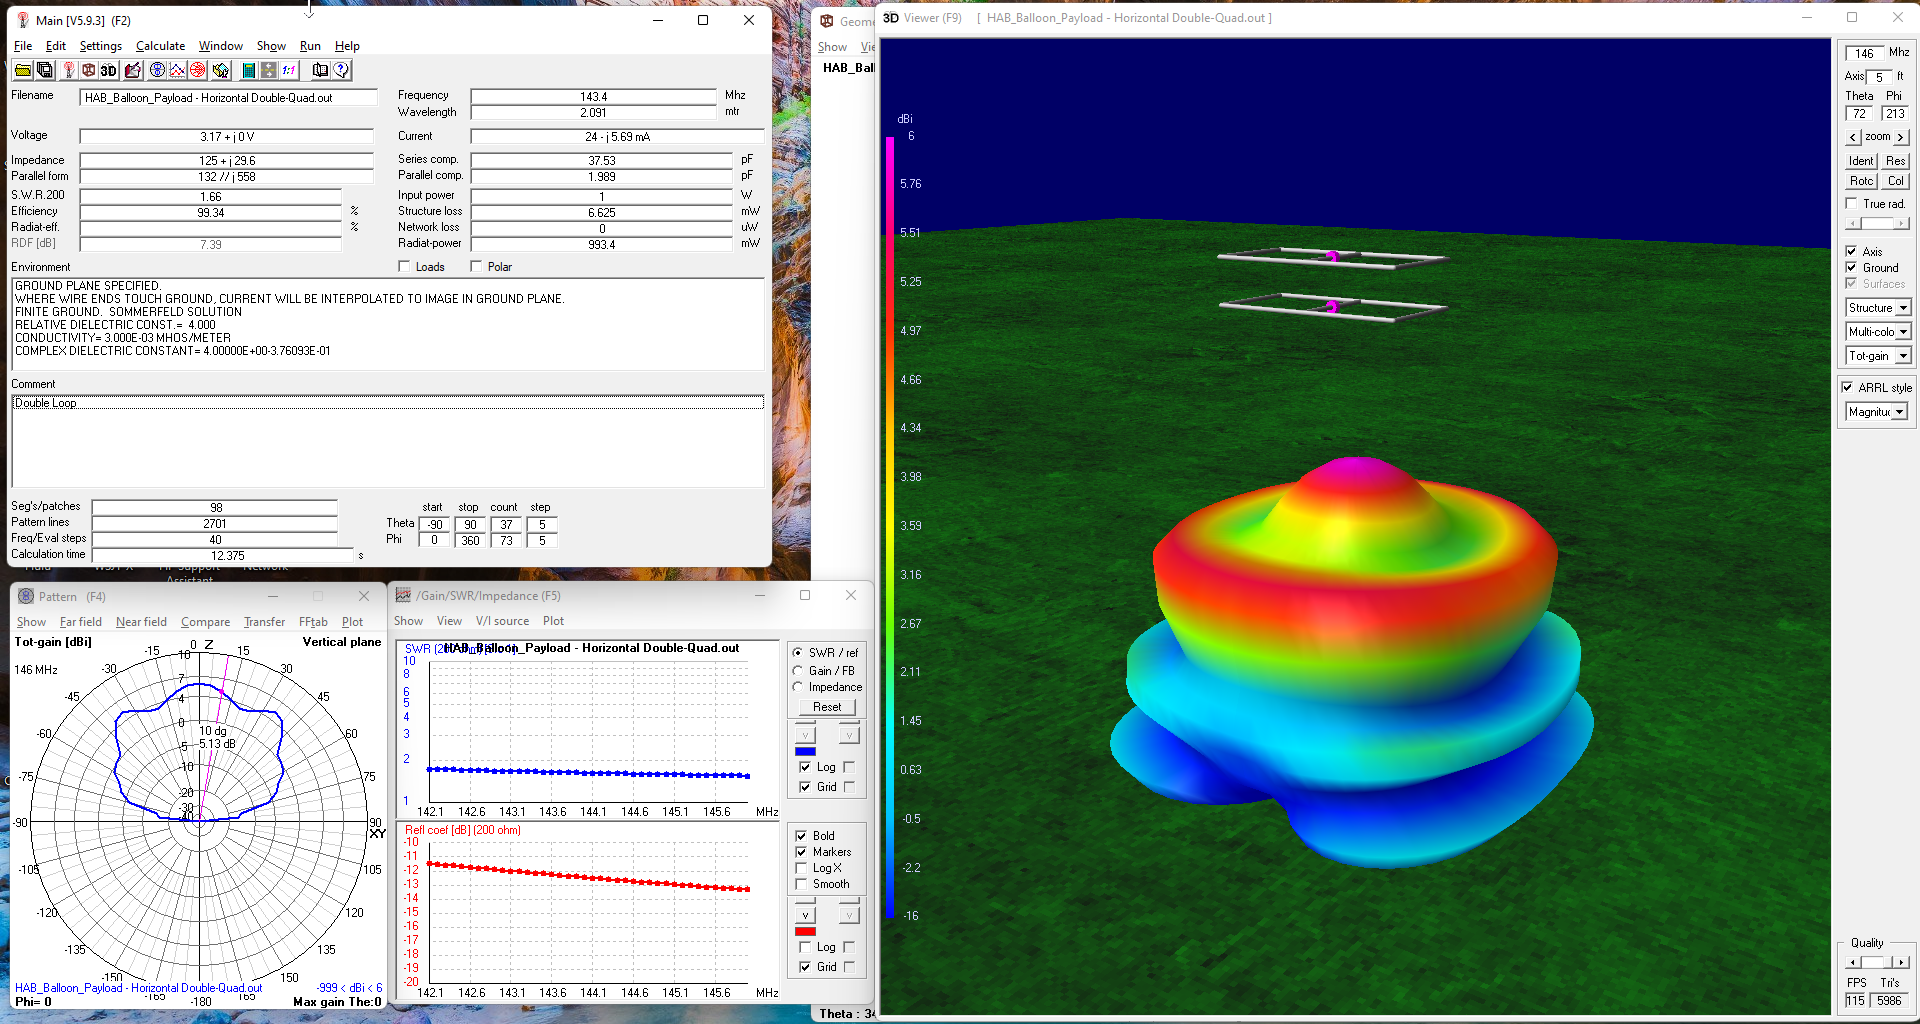 Main [V5.9.3] (F2)
File Edit Settings Calculate Window Show Run Help
3D 1:1
Filename HAB_Balloon_Payload - Horizontal Double-Quad.out
Frequency 143.4 Mhz
Wavelength 2.091 mtr
Voltage 3.17 + j 0 V
Current 24 - j 5.69 mA
Impedance 125 + j 29.6
Series comp. 37.53 pF
Parallel form 132 // j 558
Parallel comp. 1.989 pF
S.W.R.200 1.66
Input power 1 W
Efficiency 99.34 %
Structure loss 6.625 mW
Radiat-eff. %
Network loss 0 uW
RDF [dB] 7.39
Radiat-power 993.4 mW
Environment
Loads Polar
GROUND PLANE SPECIFIED.
WHERE WIRE ENDS TOUCH GROUND, CURRENT WILL BE INTERPOLATED TO IMAGE IN GROUND PLANE.
FINITE GROUND. SOMMERFELD SOLUTION
RELATIVE DIELECTRIC CONST.= 4.000
CONDUCTIVITY= 3.000E-03 MHOS/METER
COMPLEX DIELECTRIC CONSTANT= 4.00000E+00-3.76093E-01
Comment
Double Loop
Seg's/patches 98
Pattern lines 2701
Freq/Eval steps 40
Calculation time 12.375 s
start stop count step
Theta -90 90 37 5
Phi 0 360 73 5
Assistant
Network
Geome
Show Vie
HAB_Bal
Theta : 34
Pattern (F4)
Show Far field Near field Compare Transfer FFtab Plot
Tot-gain [dBi]
Vertical plane
146 MHz
0 Z
-15 15
-30 30
-45 45
-60 60
-75 75
-90 90
XY
-105 105
-120 120
-135 135
-150 150
-165 165
-180
10
7
4
0
-5
-10
-20
-30
-40
10 dg
5.13 dB
HAB_Balloon_Payload - Horizontal Double-Quad.out
-999 < dBi < 6
Phi= 0
Max gain The:0
/Gain/SWR/Impedance (F5)
Show View V/I source Plot
HAB_Balloon_Payload - Horizontal Double-Quad.out
10
8
6
5
4
3
2
1
142.1 142.6 143.1 143.6 144.1 144.6 145.1 145.6 MHz
Refl coef [dB] (200 ohm)
-10
-11
-12
-13
-14
-15
-16
-17
-18
-19
-20
142.1 142.6 143.1 143.6 144.1 144.6 145.1 145.6 MHz
SWR / ref
Gain / FB
Impedance
Reset
v v
Log
Grid
Bold
Markers
Log X
Smooth
v v
Log
Grid
3D Viewer (F9) [ HAB_Balloon_Payload - Horizontal Double-Quad.out ]
dBi
6
5.76
5.51
5.25
4.97
4.66
4.34
3.98
3.59
3.16
2.67
2.11
1.45
0.63
-0.5
-2.2
-16
146 Mhz
Axis 5 ft
Theta Phi
72 213
< zoom >
Ident Res
Rotc Col
True rad.
Axis
Ground
Surfaces
Structure
Multi-colo
Tot-gain
ARRL style
Magnituc
Quality
FPS Tri's
115 5986